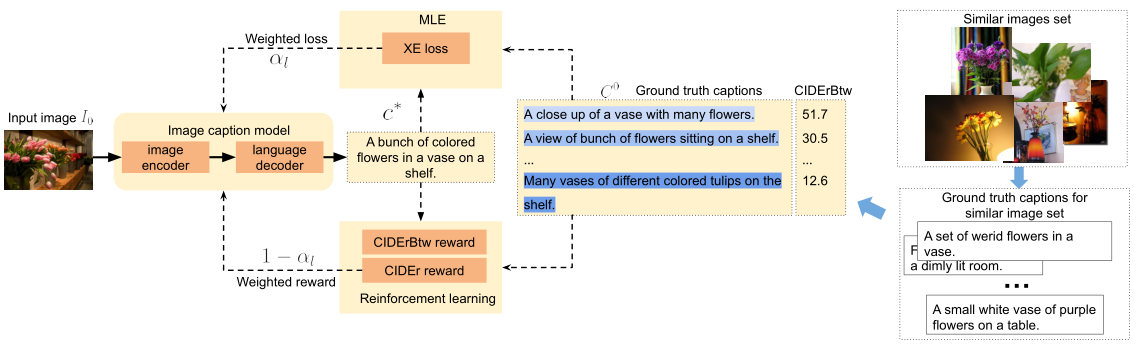 MLE
XE loss
Weighted loss
α_l
c*
Input image I_0
Image caption model
image
encoder
language
decoder
A bunch of colored
flowers in a vase on a
shelf.
CIDErBtw reward
CIDEr reward
Reinforcement learning
1 − α_l
Weighted reward
C^0
Ground truth captions
CIDErBtw
A close up of a vase with many flowers.
51.7
A view of bunch of flowers sitting on a shelf.
30.5
...
...
Many vases of different colored tulips on the
shelf.
12.6
Similar images set
Ground truth captions for
similar image set
A set of werid flowers in a
vase.
F
a dimly lit room.
...
A small white vase of purple
flowers on a table.